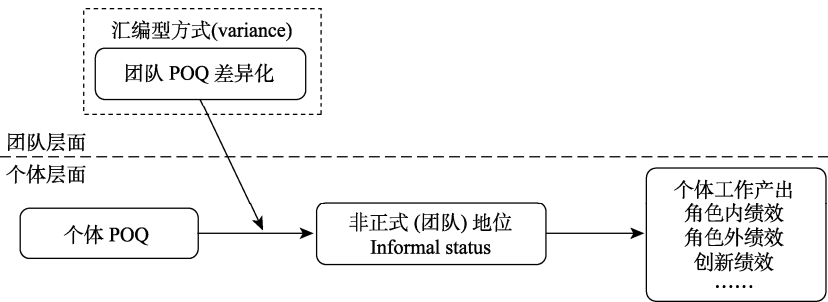 汇编型方式(variance)
团队 POQ 差异化
团队层面
个体层面
个体 POQ
非正式 (团队) 地位
Informal status
个体工作产出
角色内绩效
角色外绩效
创新绩效
……